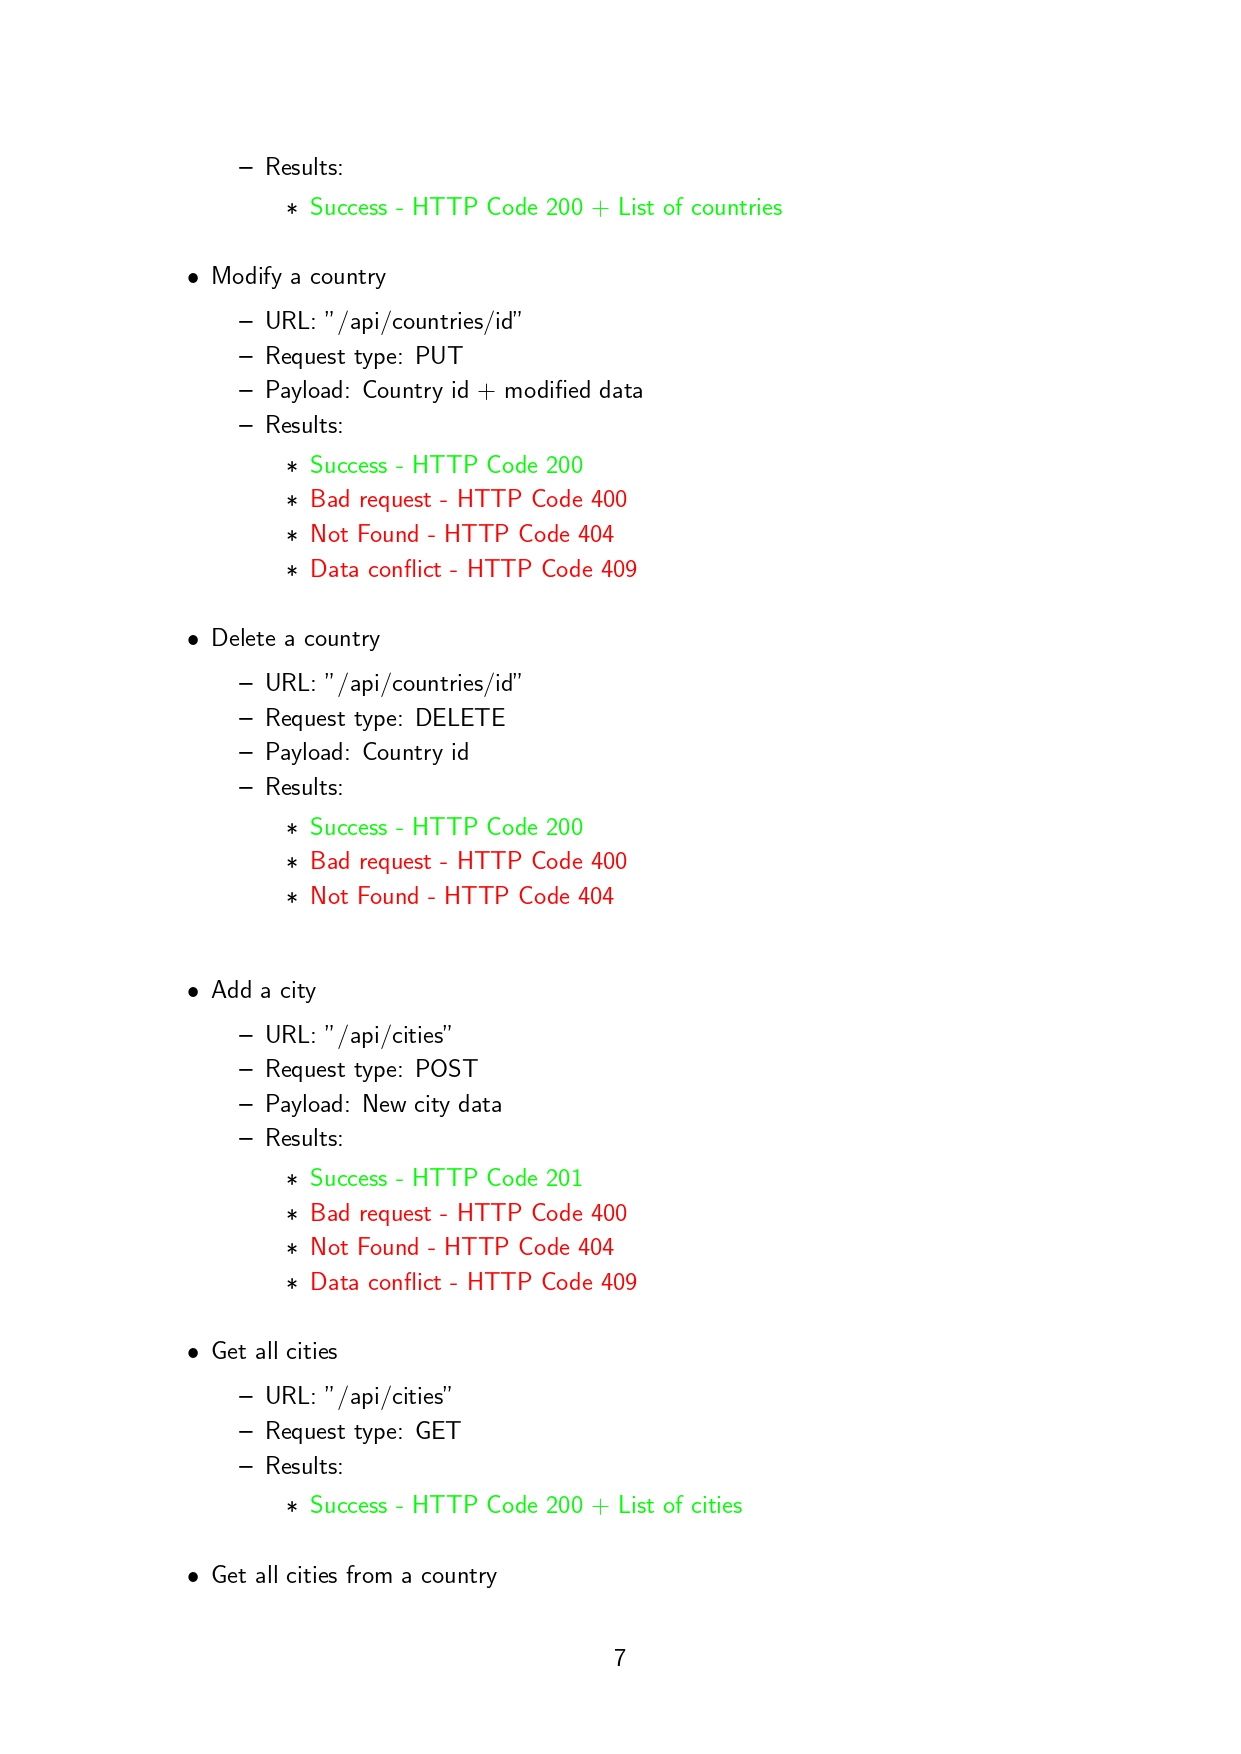 – Results:
∗ Success - HTTP Code 200 + List of countries
• Modify a country
– URL: ”/api/countries/id”
– Request type: PUT
– Payload: Country id + modified data
– Results:
∗ Success - HTTP Code 200
∗ Bad request - HTTP Code 400
∗ Not Found - HTTP Code 404
∗ Data conflict - HTTP Code 409
• Delete a country
– URL: ”/api/countries/id”
– Request type: DELETE
– Payload: Country id
– Results:
∗ Success - HTTP Code 200
∗ Bad request - HTTP Code 400
∗ Not Found - HTTP Code 404
• Add a city
– URL: ”/api/cities”
– Request type: POST
– Payload: New city data
– Results:
∗ Success - HTTP Code 201
∗ Bad request - HTTP Code 400
∗ Not Found - HTTP Code 404
∗ Data conflict - HTTP Code 409
• Get all cities
– URL: ”/api/cities”
– Request type: GET
– Results:
∗ Success - HTTP Code 200 + List of cities
• Get all cities from a country
7